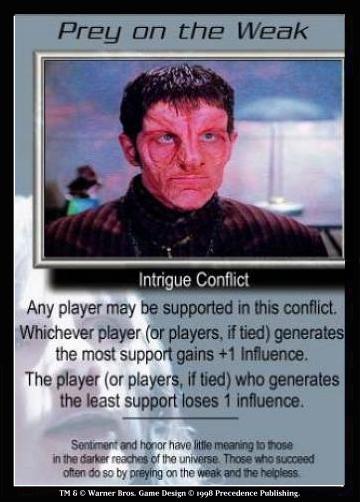 Prey on the Weak
Intrigue Conflict
Any player may be supported in this conflict.
Whichever player (or players, if tied) generates
the most support gains +1 Influence.
The player (or players, if tied) who generates
the least support loses 1 influence.
Sentiment and honor have little meaning to those
in the darker reaches of the universe. Those who succeed
often do so by preying on the weak and the helpless.
TM & © Warner Bros. Game Design © 1998 Precedence Publishing.